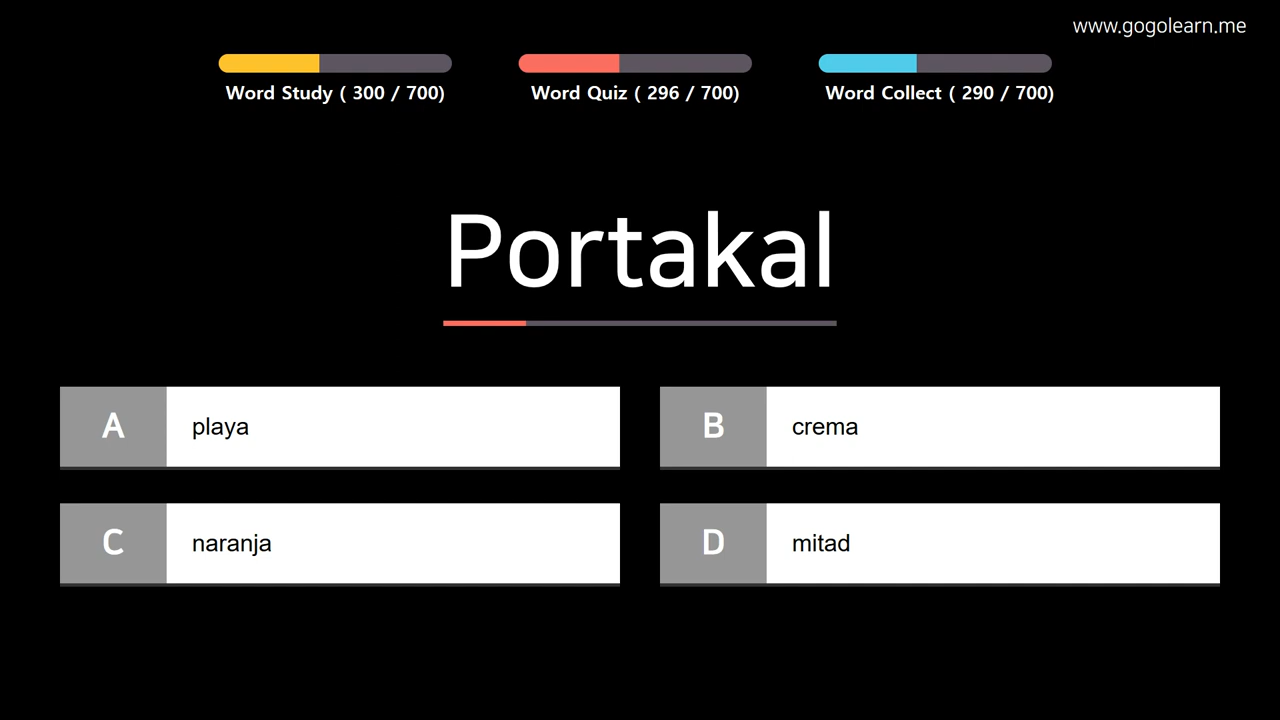 www.gogolearn.me
Word Study ( 300 / 700)
Word Quiz ( 296 / 700)
Word Collect ( 290 / 700)
Portakal
A playa
B crema
C naranja
D mitad